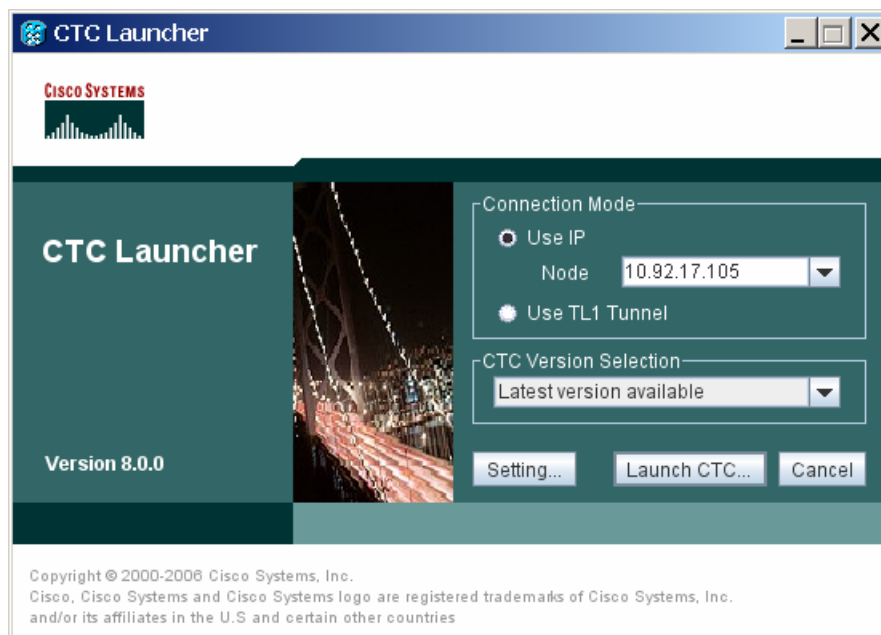 CTC Launcher
CISCO SYSTEMS
CTC Launcher
Version 8.0.0
Connection Mode
Use IP
Node 10.92.17.105
Use TL1 Tunnel
CTC Version Selection
Latest version available
Setting... Launch CTC... Cancel
Copyright © 2000-2006 Cisco Systems, Inc.
Cisco, Cisco Systems and Cisco Systems logo are registered trademarks of Cisco Systems, Inc.
and/or its affiliates in the U.S and certain other countries